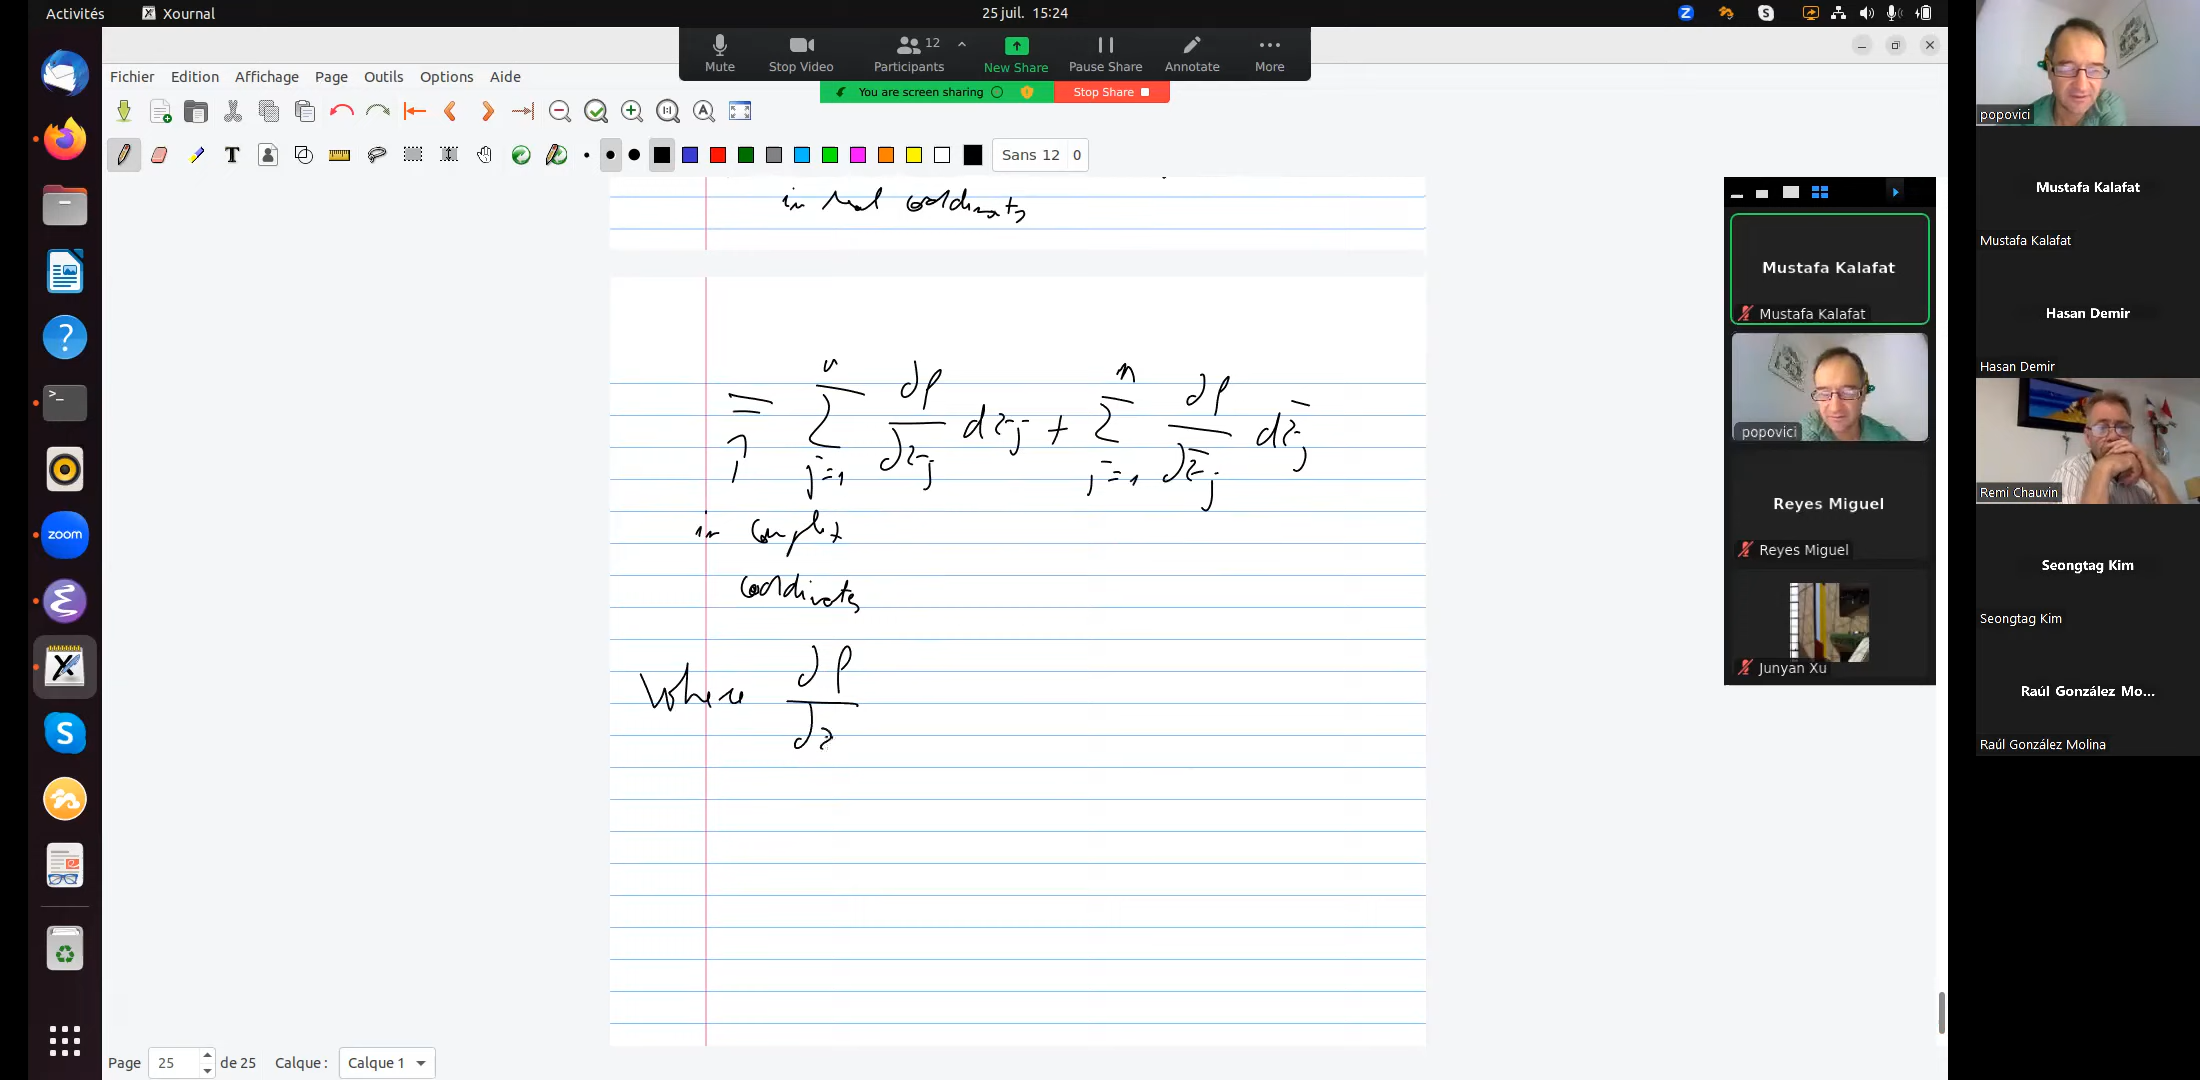 Activités
Xournal
25 juil. 15:24
Mute
Stop Video
12
Participants
New Share
Pause Share
Annotate
More
You are screen sharing
Stop Share
Fichier Edition Affichage Page Outils Options Aide
Sans 12 0
in real coordinates
= ∑_{j=1}^{n} ∂ρ/∂z_j dz_j + ∑_{j=1}^{n} ∂ρ/∂z̄_j dz̄_j
in complex
coordinates
Where ∂ρ/∂z
Page 25 de 25 Calque : Calque 1
zoom
Mustafa Kalafat
Mustafa Kalafat
popovici
Reyes Miguel
Reyes Miguel
Junyan Xu
popovici
Mustafa Kalafat
Mustafa Kalafat
Hasan Demir
Hasan Demir
Remi Chauvin
Seongtag Kim
Seongtag Kim
Raúl González Mo...
Raúl González Molina